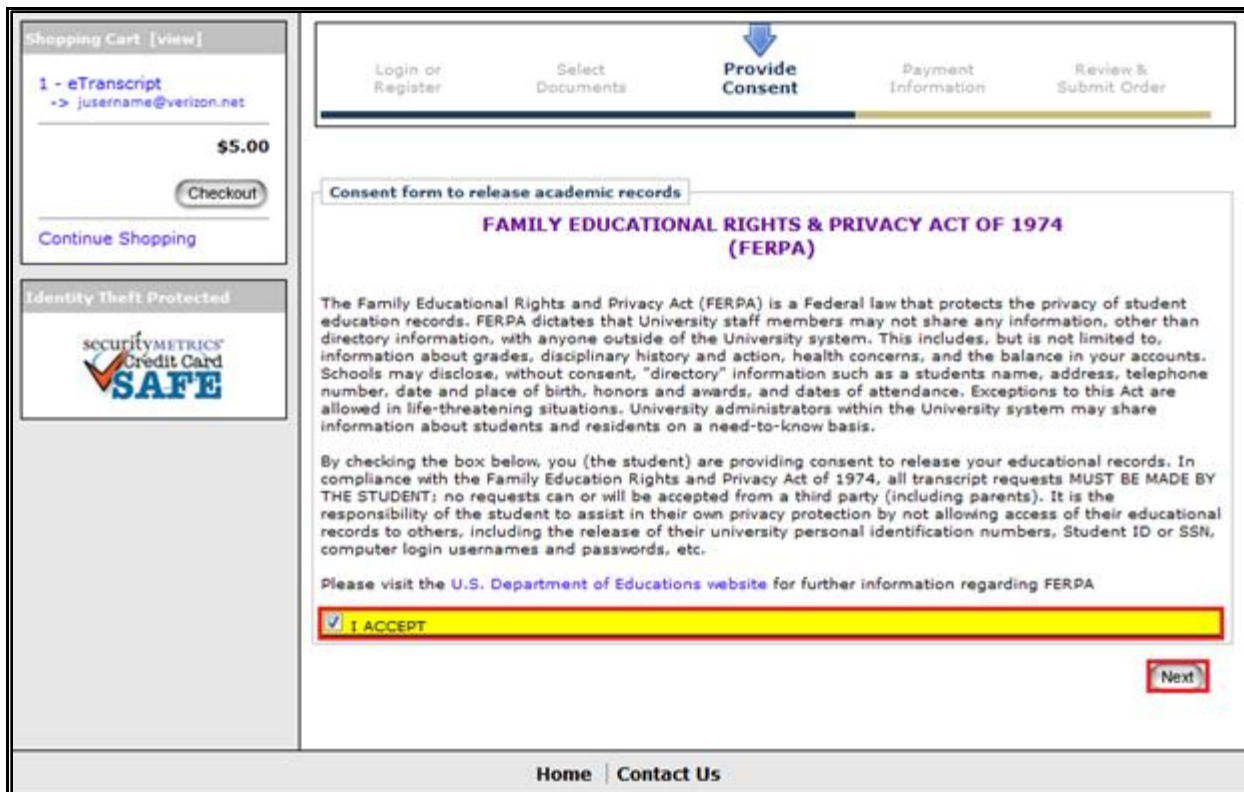 Shopping Cart [view]
1 - eTranscript
-> jusername@verizon.net
$5.00
Checkout
Continue Shopping
Identity Theft Protected
securityMETRICS
Credit Card
SAFE
Login or
Register
Select
Documents
Provide
Consent
Payment
Information
Review &
Submit Order
Consent form to release academic records
FAMILY EDUCATIONAL RIGHTS & PRIVACY ACT OF 1974
(FERPA)
The Family Educational Rights and Privacy Act (FERPA) is a Federal law that protects the privacy of student
education records. FERPA dictates that University staff members may not share any information, other than
directory information, with anyone outside of the University system. This includes, but is not limited to,
information about grades, disciplinary history and action, health concerns, and the balance in your accounts.
Schools may disclose, without consent, "directory" information such as a students name, address, telephone
number, date and place of birth, honors and awards, and dates of attendance. Exceptions to this Act are
allowed in life-threatening situations. University administrators within the University system may share
information about students and residents on a need-to-know basis.
By checking the box below, you (the student) are providing consent to release your educational records. In
compliance with the Family Education Rights and Privacy Act of 1974, all transcript requests MUST BE MADE BY
THE STUDENT; no requests can or will be accepted from a third party (including parents). It is the
responsibility of the student to assist in their own privacy protection by not allowing access of their educational
records to others, including the release of their university personal identification numbers, Student ID or SSN,
computer login usernames and passwords, etc.
Please visit the U.S. Department of Educations website for further information regarding FERPA
I ACCEPT
Next
Home | Contact Us